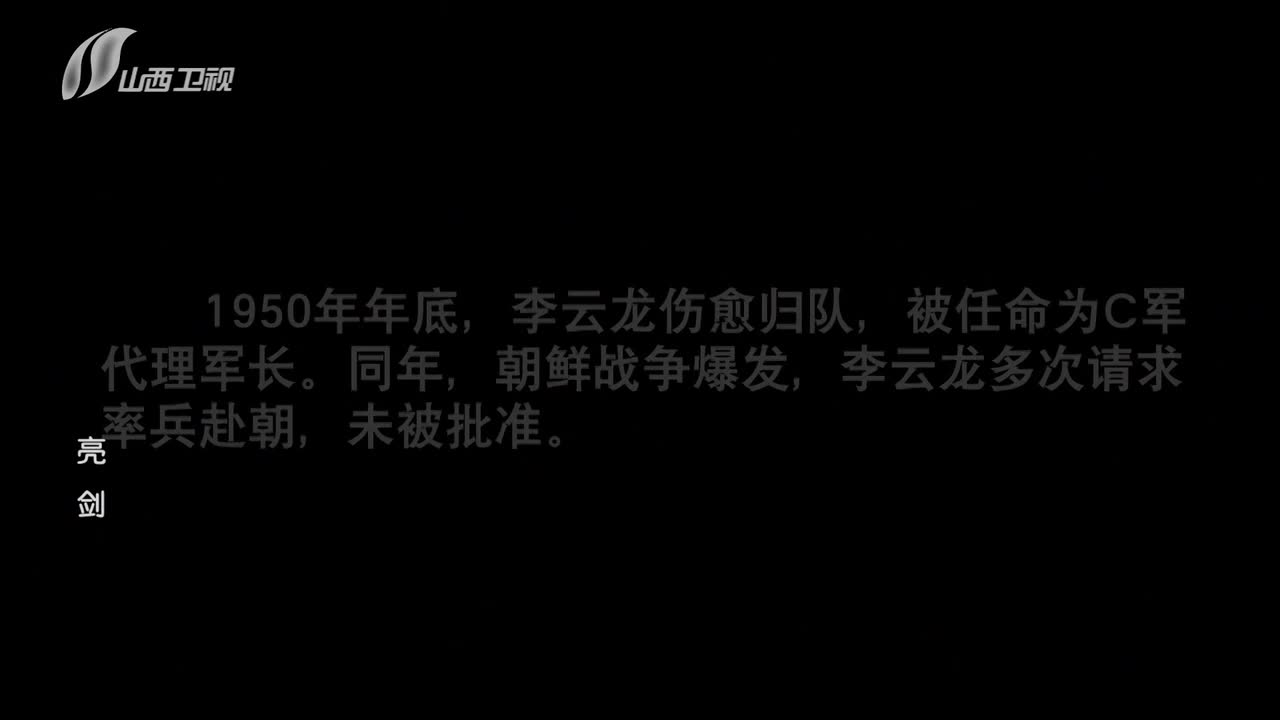 山西卫视
1950年年底，李云龙伤愈归队，被任命为C军
代理军长。同年，朝鲜战争爆发，李云龙多次请求
率兵赴朝，未被批准。
亮
剑